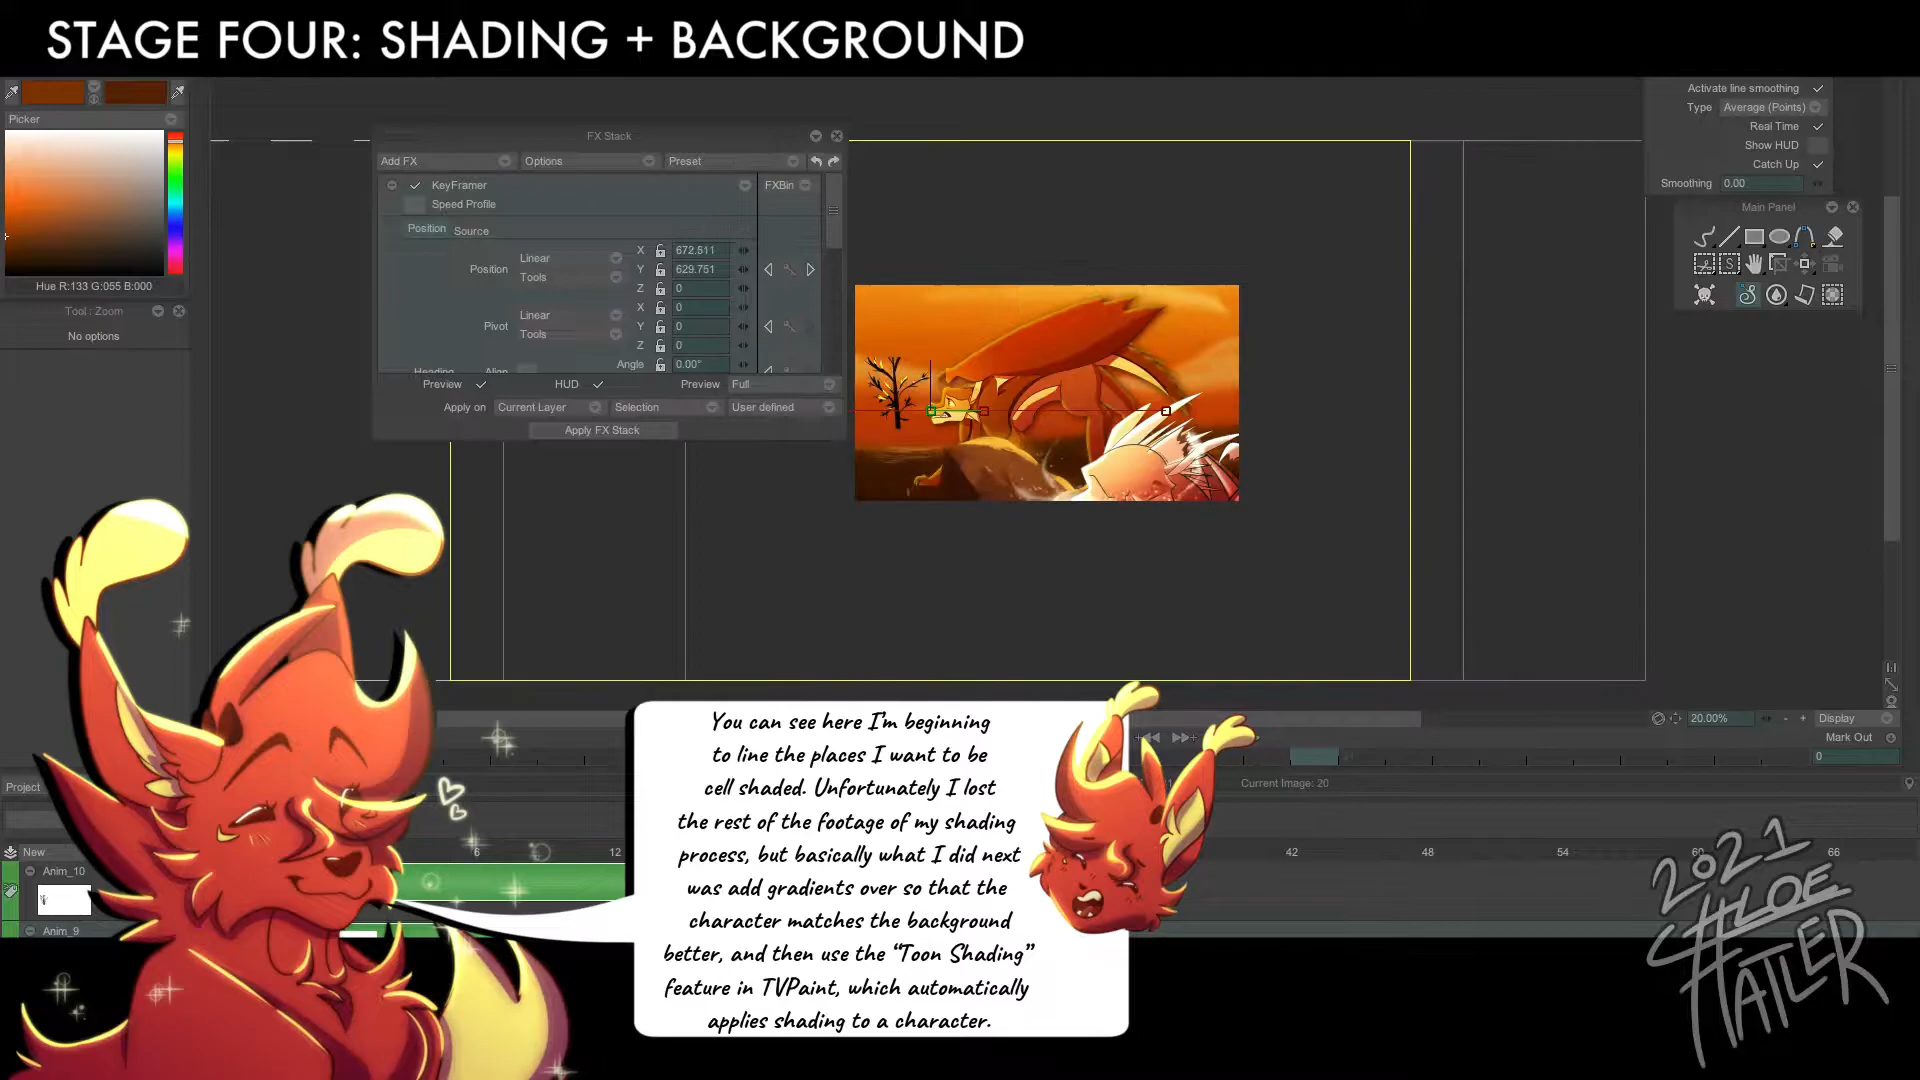 STAGE FOUR: SHADING + BACKGROUND
Picker
Hue R:133 G:055 B:000
Tool : Zoom
No options
FX Stack
Add FX
Options
Preset
KeyFramer
FXBin
Speed Profile
Position
Source
Position
Linear
Tools
X
672.511
Y
629.751
Z
0
Pivot
Linear
Tools
X
0
Y
0
Z
0
Angle
0.00°
Heading
Align
Preview
HUD
Preview
Full
Apply on
Current Layer
Selection
User defined
Apply FX Stack
Activate line smoothing
Type
Average (Points)
Real Time
Show HUD
Catch Up
Smoothing
0.00
Main Panel
20.00%
Display
Mark Out
0
Current Image: 20
Project
New
6
12
42
48
54
60
66
Anim_10
Anim_9
You can see here I'm beginning
to line the places I want to be
cell shaded. Unfortunately I lost
the rest of the footage of my shading
process, but basically what I did next
was add gradients over so that the
character matches the background
better, and then use the “Toon Shading”
feature in TVPaint, which automatically
applies shading to a character.
2021
CHLOE
HATLER